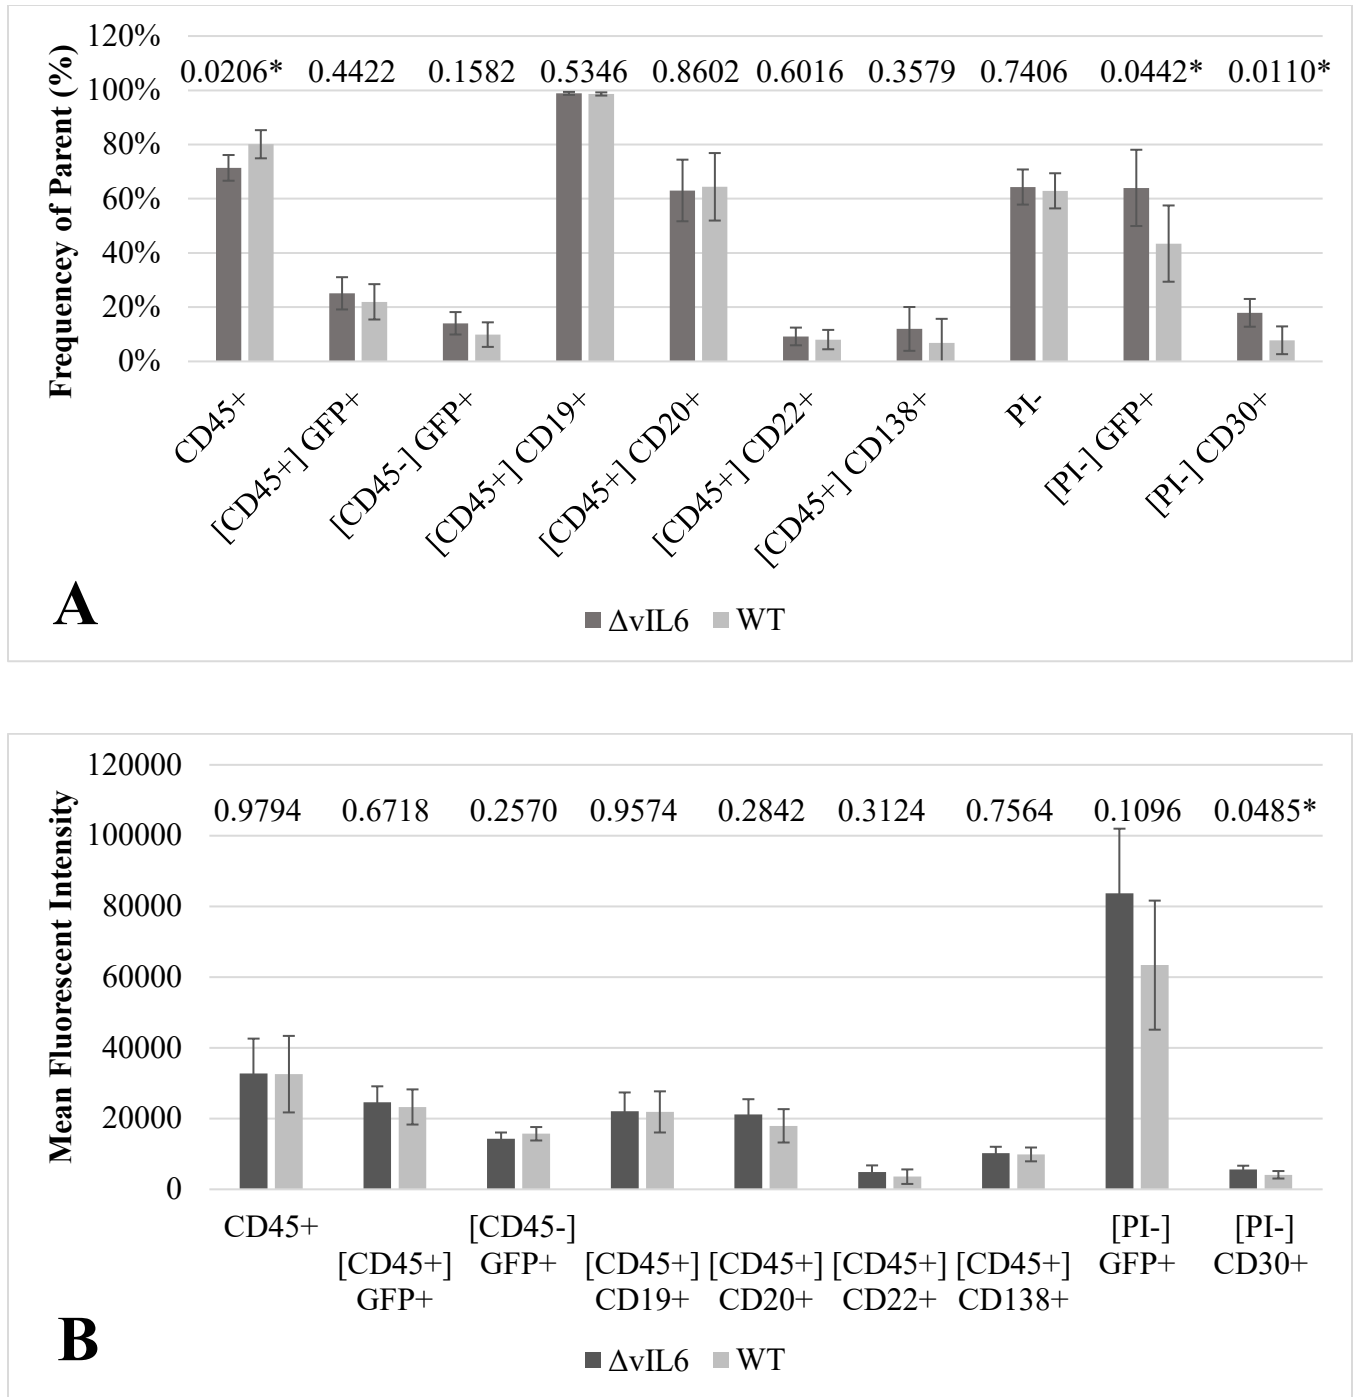 Frequencey of Parent (%)
120%
100%
80%
60%
40%
20%
0%
0.0206* 0.4422 0.1582 0.5346 0.8602 0.6016 0.3579 0.7406 0.0442* 0.0110*
CD45+
[CD45+] GFP+
[CD45-] GFP+
[CD45+] CD19+
[CD45+] CD20+
[CD45+] CD22+
[CD45+] CD138+
PI-
[PI-] GFP+
[PI-] CD30+
A
ΔvIL6 WT
Mean Fluorescent Intensity
120000
100000
80000
60000
40000
20000
0
0.9794 0.6718 0.2570 0.9574 0.2842 0.3124 0.7564 0.1096 0.0485*
CD45+
[CD45+]
GFP+
[CD45-]
GFP+
[CD45+]
CD19+
[CD45+]
CD20+
[CD45+]
CD22+
[CD45+]
CD138+
[PI-]
GFP+
[PI-]
CD30+
B
ΔvIL6 WT